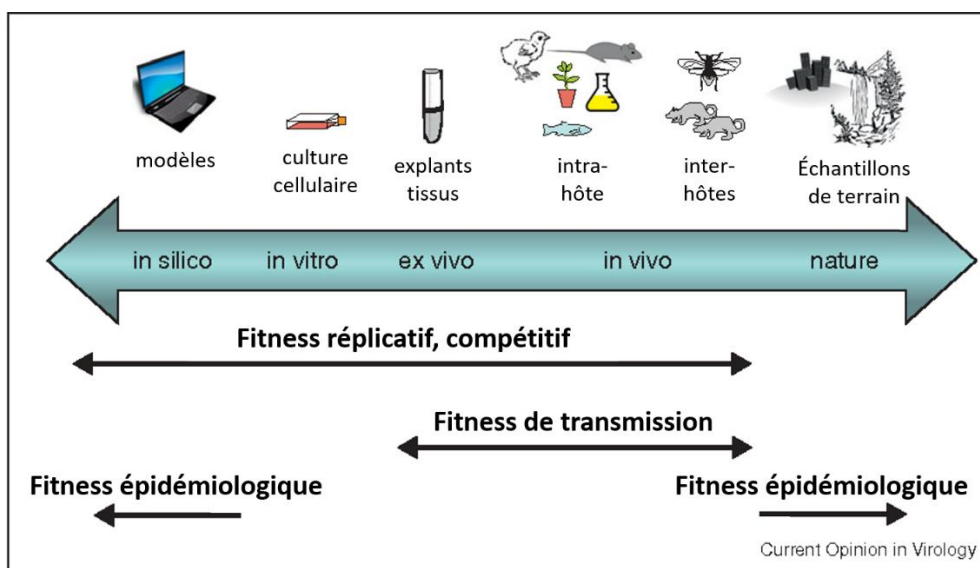 modèles
culture
cellulaire
explants
tissus
intra-
hôte
inter-
hôtes
Échantillons
de terrain
in silico
in vitro
ex vivo
in vivo
nature
Fitness réplicatif, compétitif
Fitness de transmission
Fitness épidémiologique
Fitness épidémiologique
Current Opinion in Virology